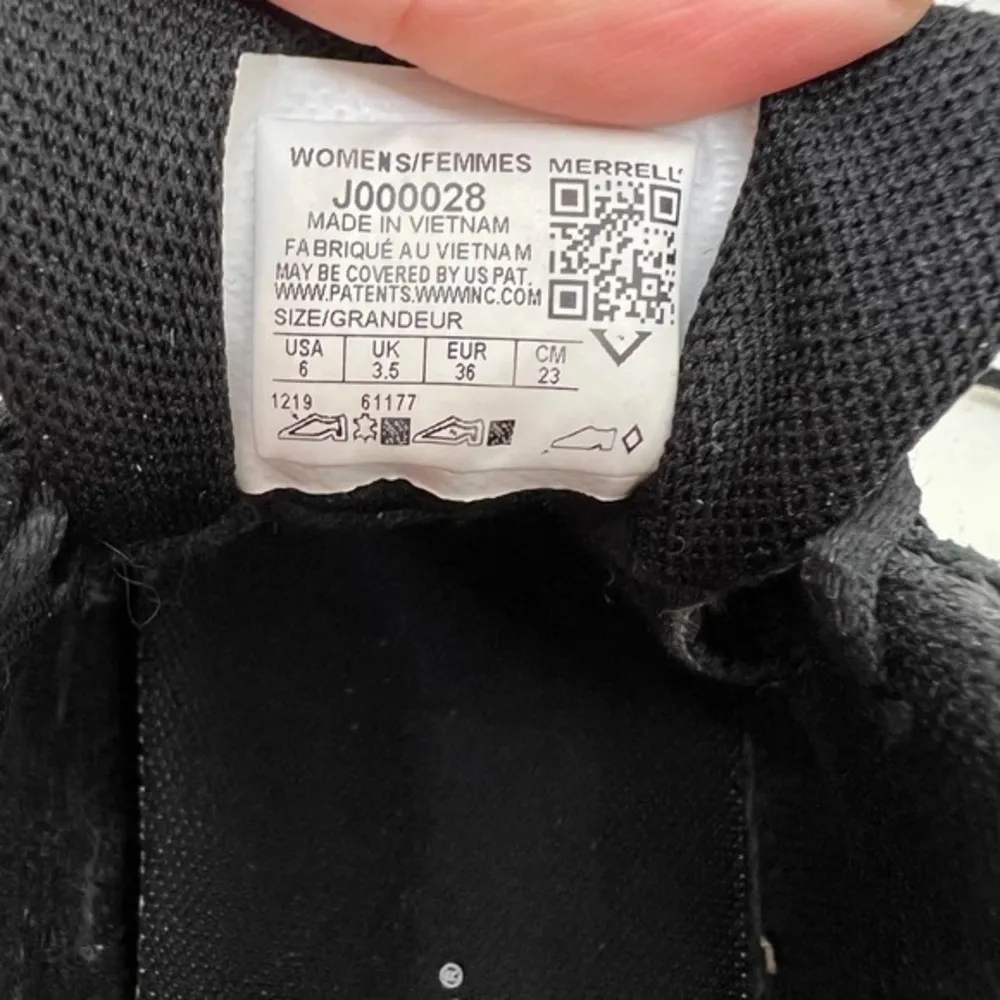 WOMENS/FEMMES
MERRELL
J000028
MADE IN VIETNAM
FABRIQUÉ AU VIETNAM
MAY BE COVERED BY US PAT.
WWW.PATENTS.WWWINC.COM
SIZE/GRANDEUR
USA UK EUR CM
6 3.5 36 23
1219 61177